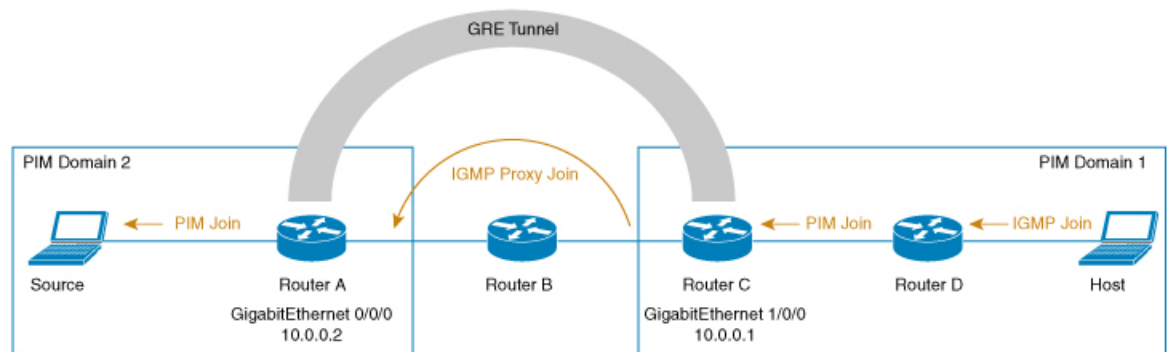 GRE Tunnel
PIM Domain 2
PIM Domain 1
IGMP Proxy Join
PIM Join
PIM Join
IGMP Join
Source
Router A
Router B
Router C
Router D
Host
GigabitEthernet 0/0/0
10.0.0.2
GigabitEthernet 1/0/0
10.0.0.1